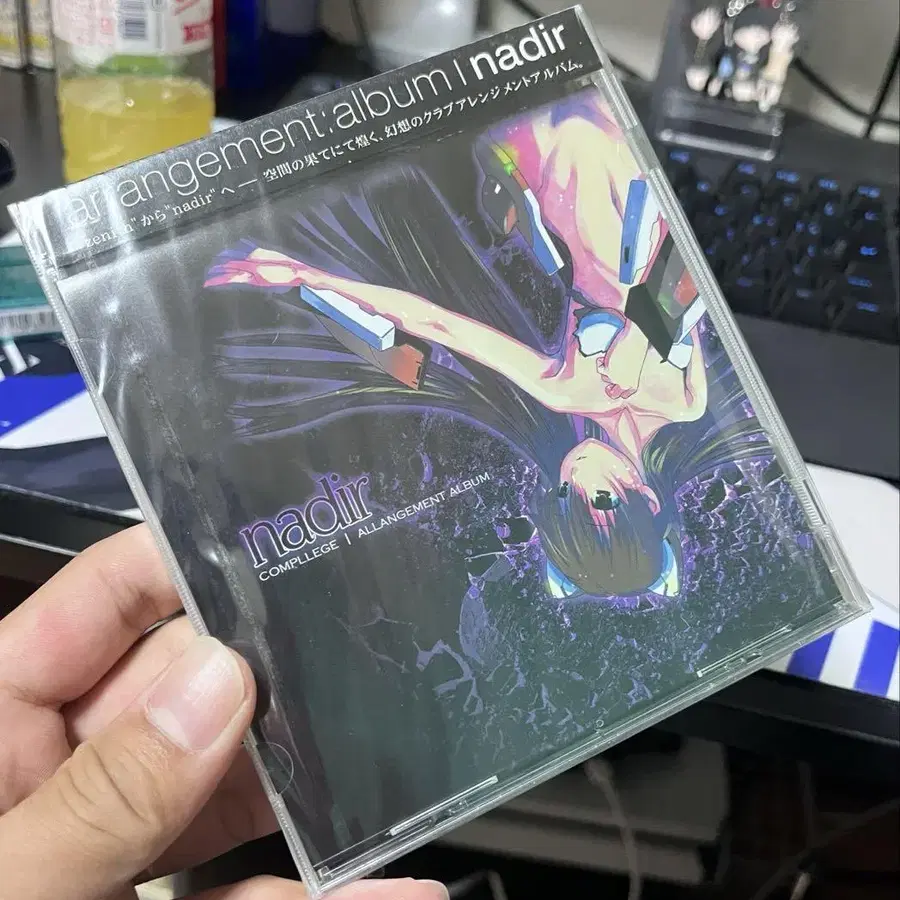 arrangement:album | nadir
"zenith"から"nadir"へ ― 空間の果てにて煌く、幻想のクラブアレンジメントアルバム。
nadir
COMPLLEGE | ALLANGEMENT ALBUM